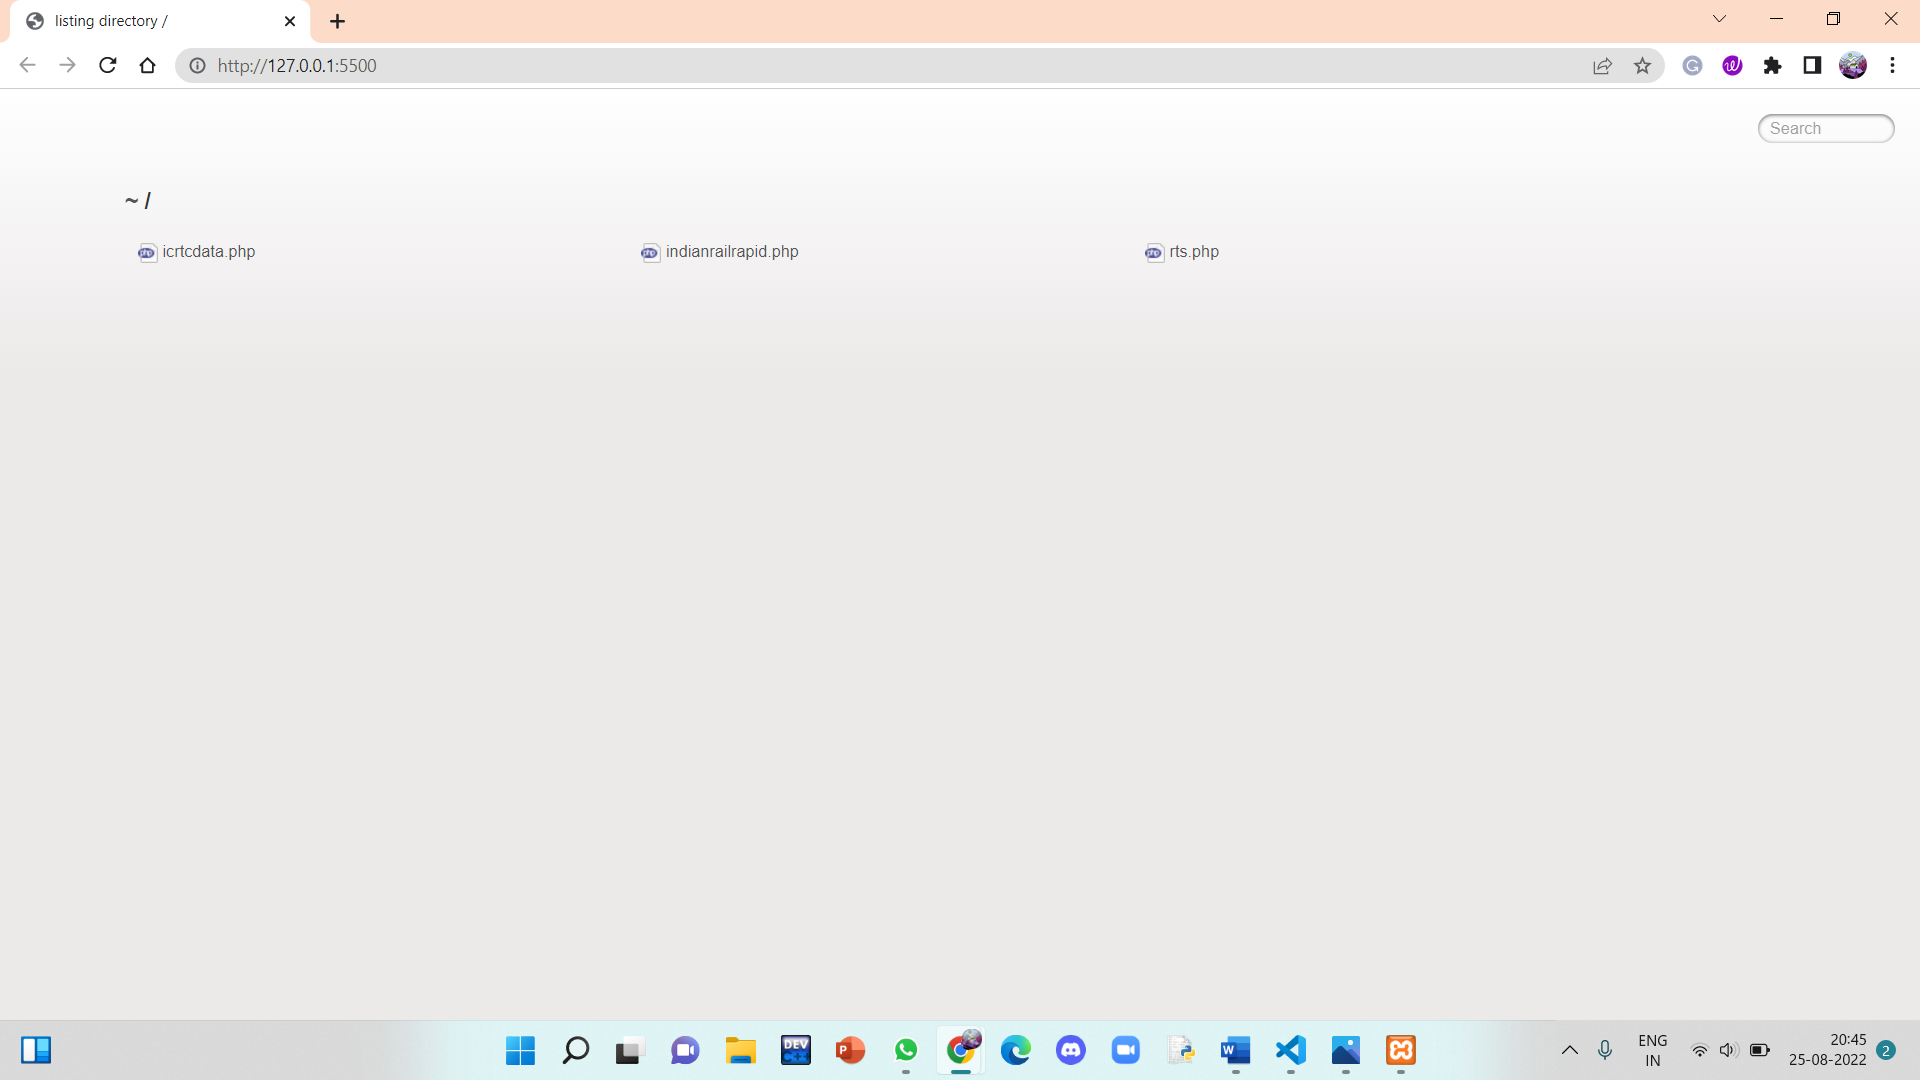 listing directory /
http://127.0.0.1:5500
Search
~ /
icrtcdata.php
indianrailrapid.php
rts.php
DEV
C++
ENG
IN
20:45
25-08-2022
2